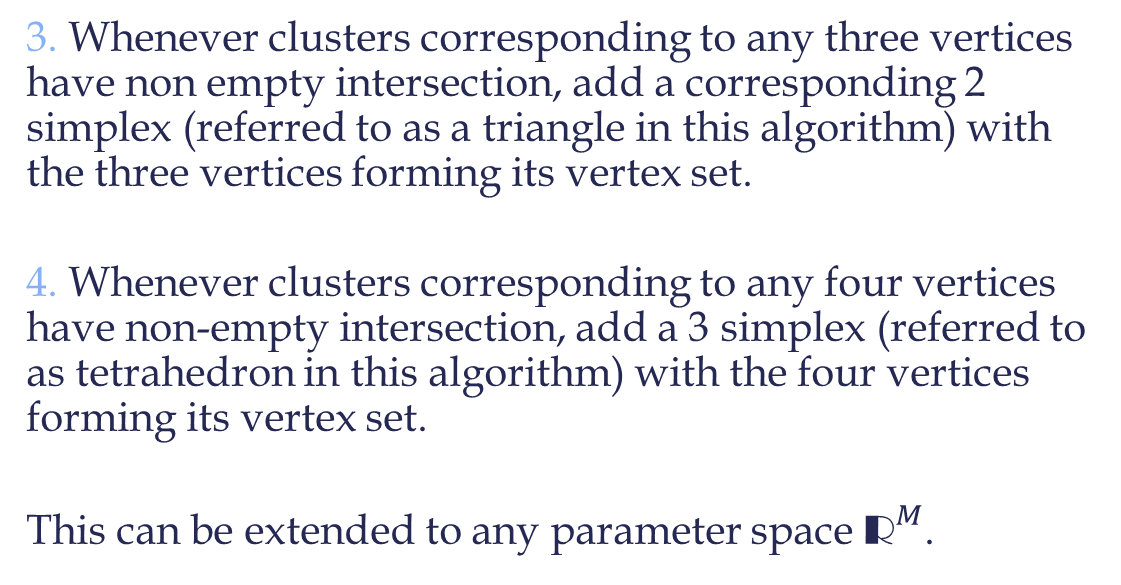 3. Whenever clusters corresponding to any three vertices
have non empty intersection, add a corresponding 2
simplex (referred to as a triangle in this algorithm) with
the three vertices forming its vertex set.
4. Whenever clusters corresponding to any four vertices
have non-empty intersection, add a 3 simplex (referred to
as tetrahedron in this algorithm) with the four vertices
forming its vertex set.
This can be extended to any parameter space ℝᴹ.